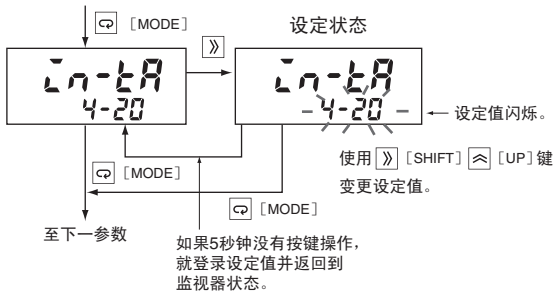 [MODE]
设定状态
In-tA
4-20
In-tA
4-20
设定值闪烁。
使用 [SHIFT] [UP]键
变更设定值。
[MODE]
[MODE]
至下一参数
如果5秒钟没有按键操作，
就登录设定值并返回到
监视器状态。